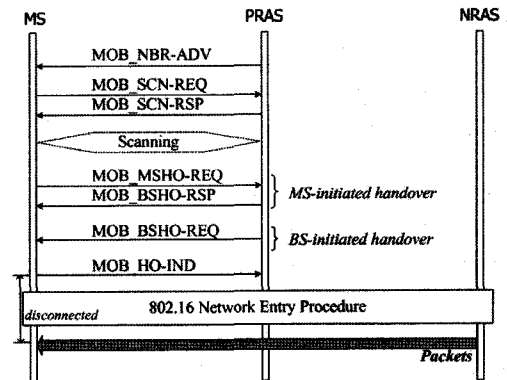 MS PRAS NRAS
MOB_NBR-ADV
MOB_SCN-REQ
MOB_SCN-RSP
Scanning
MOB_MSHO-REQ
MOB_BSHO-RSP
MS-initiated handover
MOB_BSHO-REQ
BS-initiated handover
MOB_HO-IND
802.16 Network Entry Procedure
disconnected
Packets